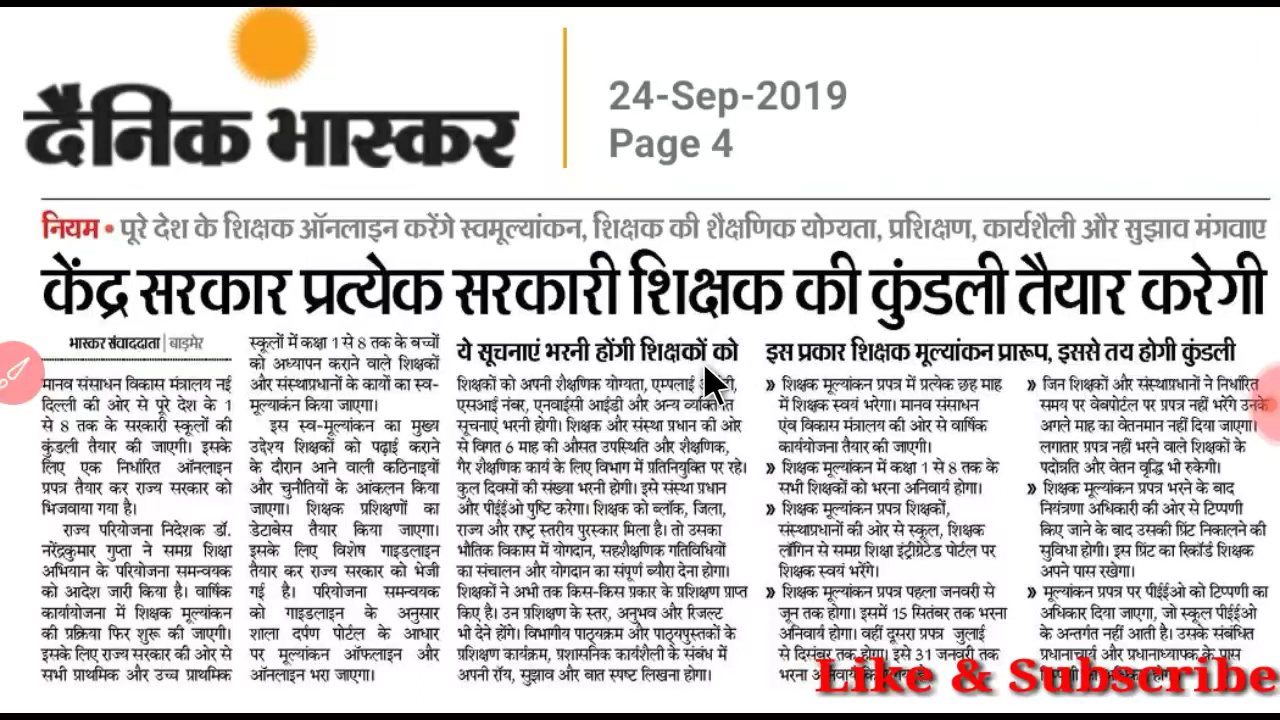 दैनिक भास्कर
24-Sep-2019
Page 4
नियम • पूरे देश के शिक्षक ऑनलाइन करेंगे स्वमूल्यांकन, शिक्षक की शैक्षणिक योग्यता, प्रशिक्षण, कार्यशैली और सुझाव मंगवाए
केंद्र सरकार प्रत्येक सरकारी शिक्षक की कुंडली तैयार करेगी
भास्कर संवाददाता | बाड़मेर
मानव संसाधन विकास मंत्रालय नई
दिल्ली की ओर से पूरे देश के 1
से 8 तक के सरकारी स्कूलों की
कुंडली तैयार की जाएगी। इसके
लिए एक निर्धारित ऑनलाइन
प्रपत्र तैयार कर राज्य सरकार को
भिजवाया गया है।
राज्य परियोजना निदेशक डॉ.
नरेंद्रकुमार गुप्ता ने समग्र शिक्षा
अभियान के परियोजना समन्वयक
को आदेश जारी किया है। वार्षिक
कार्यायोजना में शिक्षक मूल्यांकन
की प्रक्रिया फिर शुरू की जाएगी।
इसके लिए राज्य सरकार की ओर से
सभी प्राथमिक और उच्च प्राथमिक
स्कूलों में कक्षा 1 से 8 तक के बच्चों
को अध्यापन कराने वाले शिक्षकों
और संस्थाप्रधानों के कार्यो का स्व-
मूल्याकंन किया जाएगा।
इस स्व-मूल्यांकन का मुख्य
उद्देश्य शिक्षकों को पढ़ाई कराने
के दौरान आने वाली कठिनाइयों
और चुनौतियों के आंकलन किया
जाएगा। शिक्षक प्रशिक्षणों का
डेटाबेस तैयार किया जाएगा।
इसके लिए विशेष गाइडलाइन
तैयार कर राज्य सरकार को भेजी
गई है। परियोजना समन्वयक
को गाइडलाइन के अनुसार
शाला दर्पण पोर्टल के आधार
पर मूल्यांकन ऑफलाइन और
ऑनलाइन भरा जाएगा।
ये सूचनाएं भरनी होंगी शिक्षकों को
शिक्षकों को अपनी शैक्षणिक योग्यता, एम्पलाई
एसआई नंबर, एनवाईसी आईडी और अन्य
सूचनाएं भरनी होगी। शिक्षक और संस्था प्रधान की ओर
से विगत 6 माह की औसत उपस्थिति और शैक्षणिक,
गैर शैक्षणिक कार्य के लिए विभाग में प्रतिनियुक्ति पर रहे।
कुल दिवसों की संख्या भरनी होगी। इसे संस्था प्रधान
और पीईईओ पुष्टि करेगा। शिक्षक को ब्लॉक, जिला,
राज्य और राष्ट्र स्तरीय पुरस्कार मिला है। तो उसका
भौतिक विकास में योगदान, सहशैक्षणिक गतिविधियों
का संचालन और योगदान का संपूर्ण ब्यौरा देना होगा।
शिक्षकों ने अभी तक किस-किस प्रकार के प्रशिक्षण प्राप्त
किए है। उन प्रशिक्षण के स्तर, अनुभव और रिजल्ट
भी देने होंगे। विभागीय पाठ्यक्रम और पाठ्यपुस्तकों के
प्रशिक्षण कार्यक्रम, प्रशासनिक कार्यशैली के संबंध में
अपनी रॉय, सुझाव और बात स्पष्ट लिखना होगा।
इस प्रकार शिक्षक मूल्यांकन प्रारूप, इससे तय होगी कुंडली
» शिक्षक मूल्यांकन प्रपत्र में प्रत्येक छह माह
में शिक्षक स्वयं भरेगा। मानव संसाधन
एंव विकास मंत्रालय की ओर से वार्षिक
कार्ययोजना तैयार की जाएगी।
» शिक्षक मूल्यांकन में कक्षा 1 से 8 तक के
सभी शिक्षकों को भरना अनिवार्य होगा।
» शिक्षक मूल्यांकन प्रपत्र शिक्षकों,
संस्थाप्रधानों की ओर से स्कूल, शिक्षक
लॉगिन से समग्र शिक्षा इंट्रीग्रेटेड पोर्टल पर
शिक्षक स्वयं भरेंगे।
» शिक्षक मूल्यांकन प्रपत्र पहला जनवरी से
जून तक होगा। इसमें 15 सितंबर तक भरना
अनिवार्य होगा। वहीं दूसरा प्रपत्र जुलाई
से दिसंबर तक होगा। इसे 31 जनवरी तक
भरना
» जिन शिक्षकों और संस्थाप्रधानों ने निर्धारित
समय पर वेबपोर्टल पर प्रपत्र नहीं भरेंगे उनके
अगले माह का वेतनमान नहीं दिया जाएगा।
लगातार प्रपत्र नहीं भरने वाले शिक्षकों के
पदोन्नति और वेतन वृद्धि भी रुकेगी।
» शिक्षक मूल्यांकन प्रपत्र भरने के बाद
नियंत्रणा अधिकारी की ओर से टिप्पणी
किए जाने के बाद उसकी प्रिंट निकालने की
सुविधा होगी। इस प्रिंट का रिकॉर्ड शिक्षक
अपने पास रखेगा।
» मूल्यांकन प्रपत्र पर पीईईओ को टिप्पणी का
अधिकार दिया जाएगा, जो स्कूल पीईईओ
के अन्तर्गत नहीं आती है। उसके संबंधित
प्रधानाचार्य और प्रधानाध्यापक के पास
Like & Subscribe